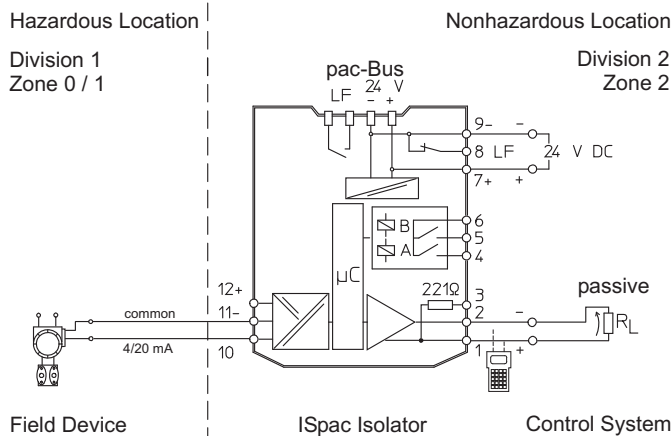 Hazardous Location
Nonhazardous Location
Division 1
Zone 0 / 1
Division 2
Zone 2
pac-Bus
LF 24 V
- +
9- - -
8 LF 24 V DC
7+ + +
6
B
5
A
4
µC
221Ω
3
passive
12+
2 - -
RL
common
11-
4/20 mA
10
1 + +
Field Device
ISpac Isolator
Control System